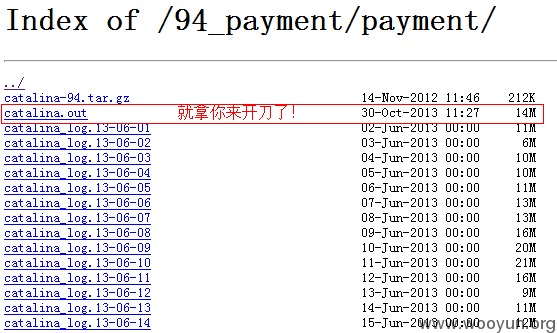 Index of /94_payment/payment/
../
catalina-94.tar.gz 14-Nov-2012 11:46 212K
catalina.out 就拿你来开刀了! 30-Oct-2013 11:27 14M
catalina_log.13-06-01 02-Jun-2013 00:00 11M
catalina_log.13-06-02 03-Jun-2013 00:00 6M
catalina_log.13-06-03 04-Jun-2013 00:00 10M
catalina_log.13-06-04 05-Jun-2013 00:00 10M
catalina_log.13-06-05 06-Jun-2013 00:00 11M
catalina_log.13-06-06 07-Jun-2013 00:00 13M
catalina_log.13-06-07 08-Jun-2013 00:00 13M
catalina_log.13-06-08 09-Jun-2013 00:00 16M
catalina_log.13-06-09 10-Jun-2013 00:00 20M
catalina_log.13-06-10 11-Jun-2013 00:00 21M
catalina_log.13-06-11 12-Jun-2013 00:00 16M
catalina_log.13-06-12 13-Jun-2013 00:00 9M
catalina_log.13-06-13 14-Jun-2013 00:00 11M
catalina_log.13-06-14 15-Jun-2013 00:00 12M
www.wooyun.org